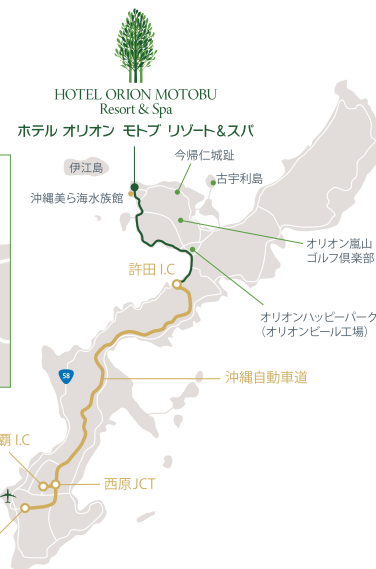 HOTEL ORION MOTOBU
Resort & Spa
ホテル オリオン モトブ リゾート&スパ
今帰仁城趾
伊江島
古宇利島
沖縄美ら海水族館
オリオン嵐山
ゴルフ倶楽部
許田 I.C
オリオンハッピーパーク
(オリオンビール工場)
58
沖縄自動車道
覇 I.C
西原JCT